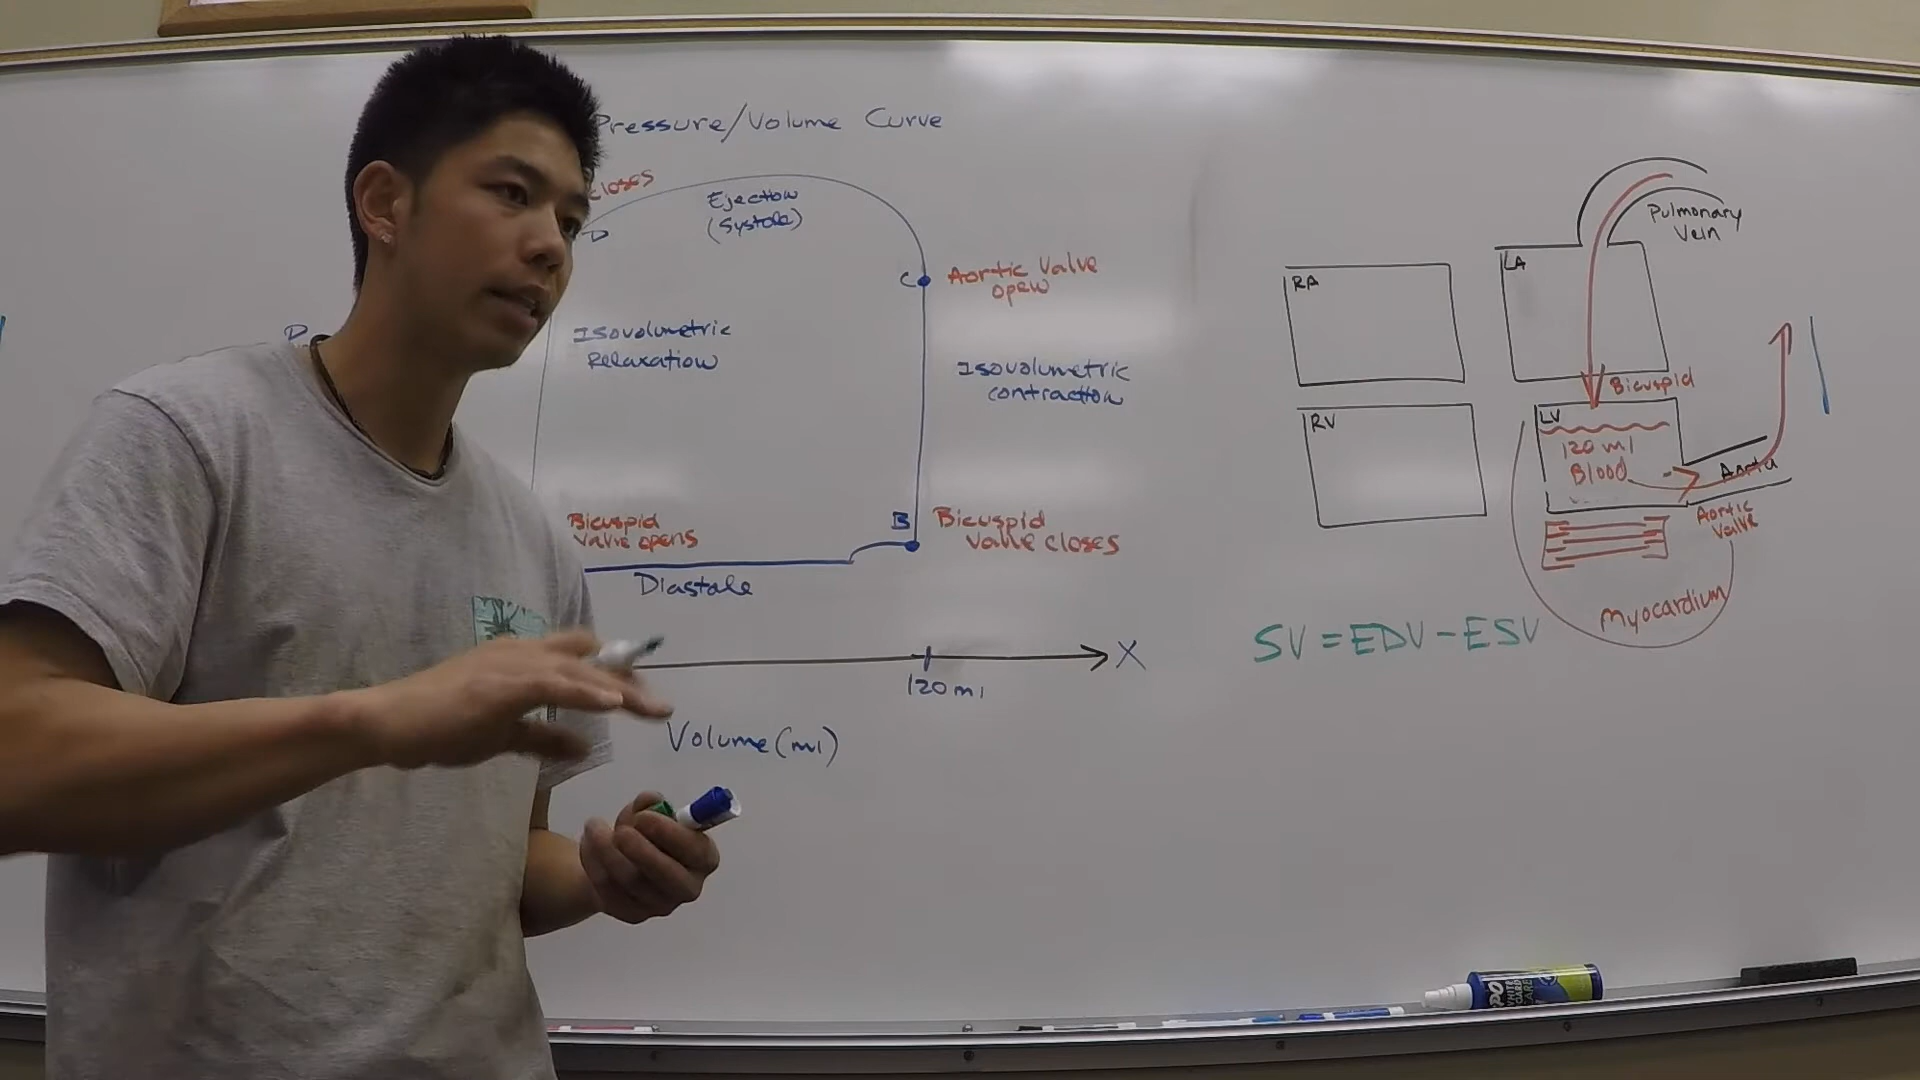 Pressure/Volume Curve
closes
D
Ejection
(Systole)
C
Aortic Valve
open
Isovolumetric
Relaxation
Isovolumetric
contraction
Bicuspid
Valve opens
B
Bicuspid
Valve closes
Diastole
X
120 ml
Volume (ml)
Pulmonary
Vein
RA
LA
Bicuspid
RV
LV
120 ml
Blood
Aorta
Aortic
Valve
Myocardium
SV = EDV - ESV
EXPO